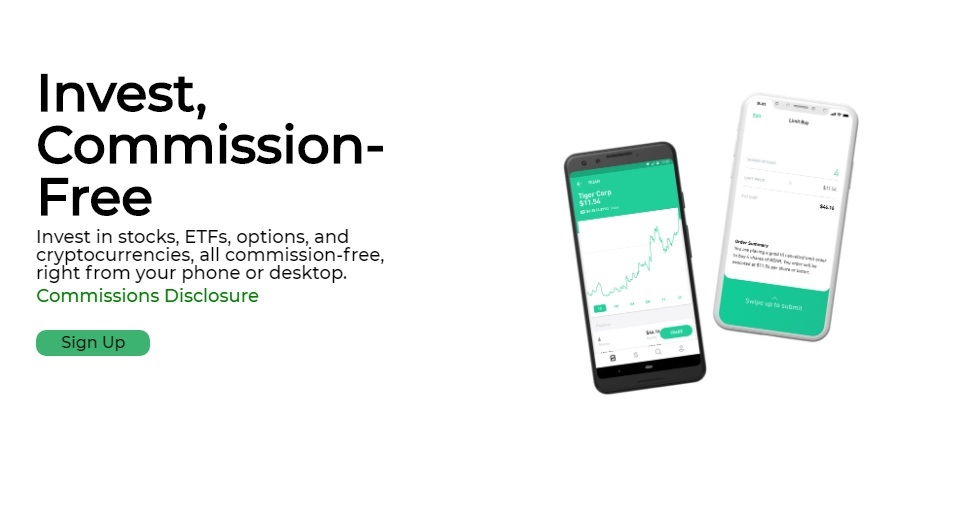 Invest,
Commission-
Free
Invest in stocks, ETFs, options, and
cryptocurrencies, all commission-free,
right from your phone or desktop.
Commissions Disclosure
Sign Up
Tiger Corp
$11.54
Limit Buy
4
$11.54
$46.16
Order Summary
Swipe up to submit